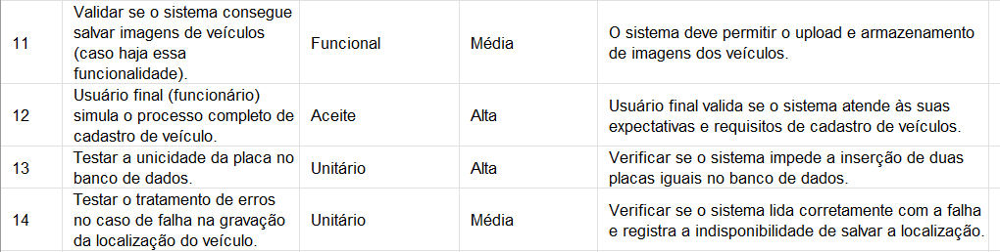 11
Validar se o sistema consegue
salvar imagens de veículos
(caso haja essa
funcionalidade).
Funcional
Média
O sistema deve permitir o upload e armazenamento
de imagens dos veículos.
12
Usuário final (funcionário)
simula o processo completo de
cadastro de veículo.
Aceite
Alta
Usuário final valida se o sistema atende às suas
expectativas e requisitos de cadastro de veículos.
13
Testar a unicidade da placa no
banco de dados.
Unitário
Alta
Verificar se o sistema impede a inserção de duas
placas iguais no banco de dados.
14
Testar o tratamento de erros
no caso de falha na gravação
da localização do veículo.
Unitário
Média
Verificar se o sistema lida corretamente com a falha
e registra a indisponibilidade de salvar a localização.